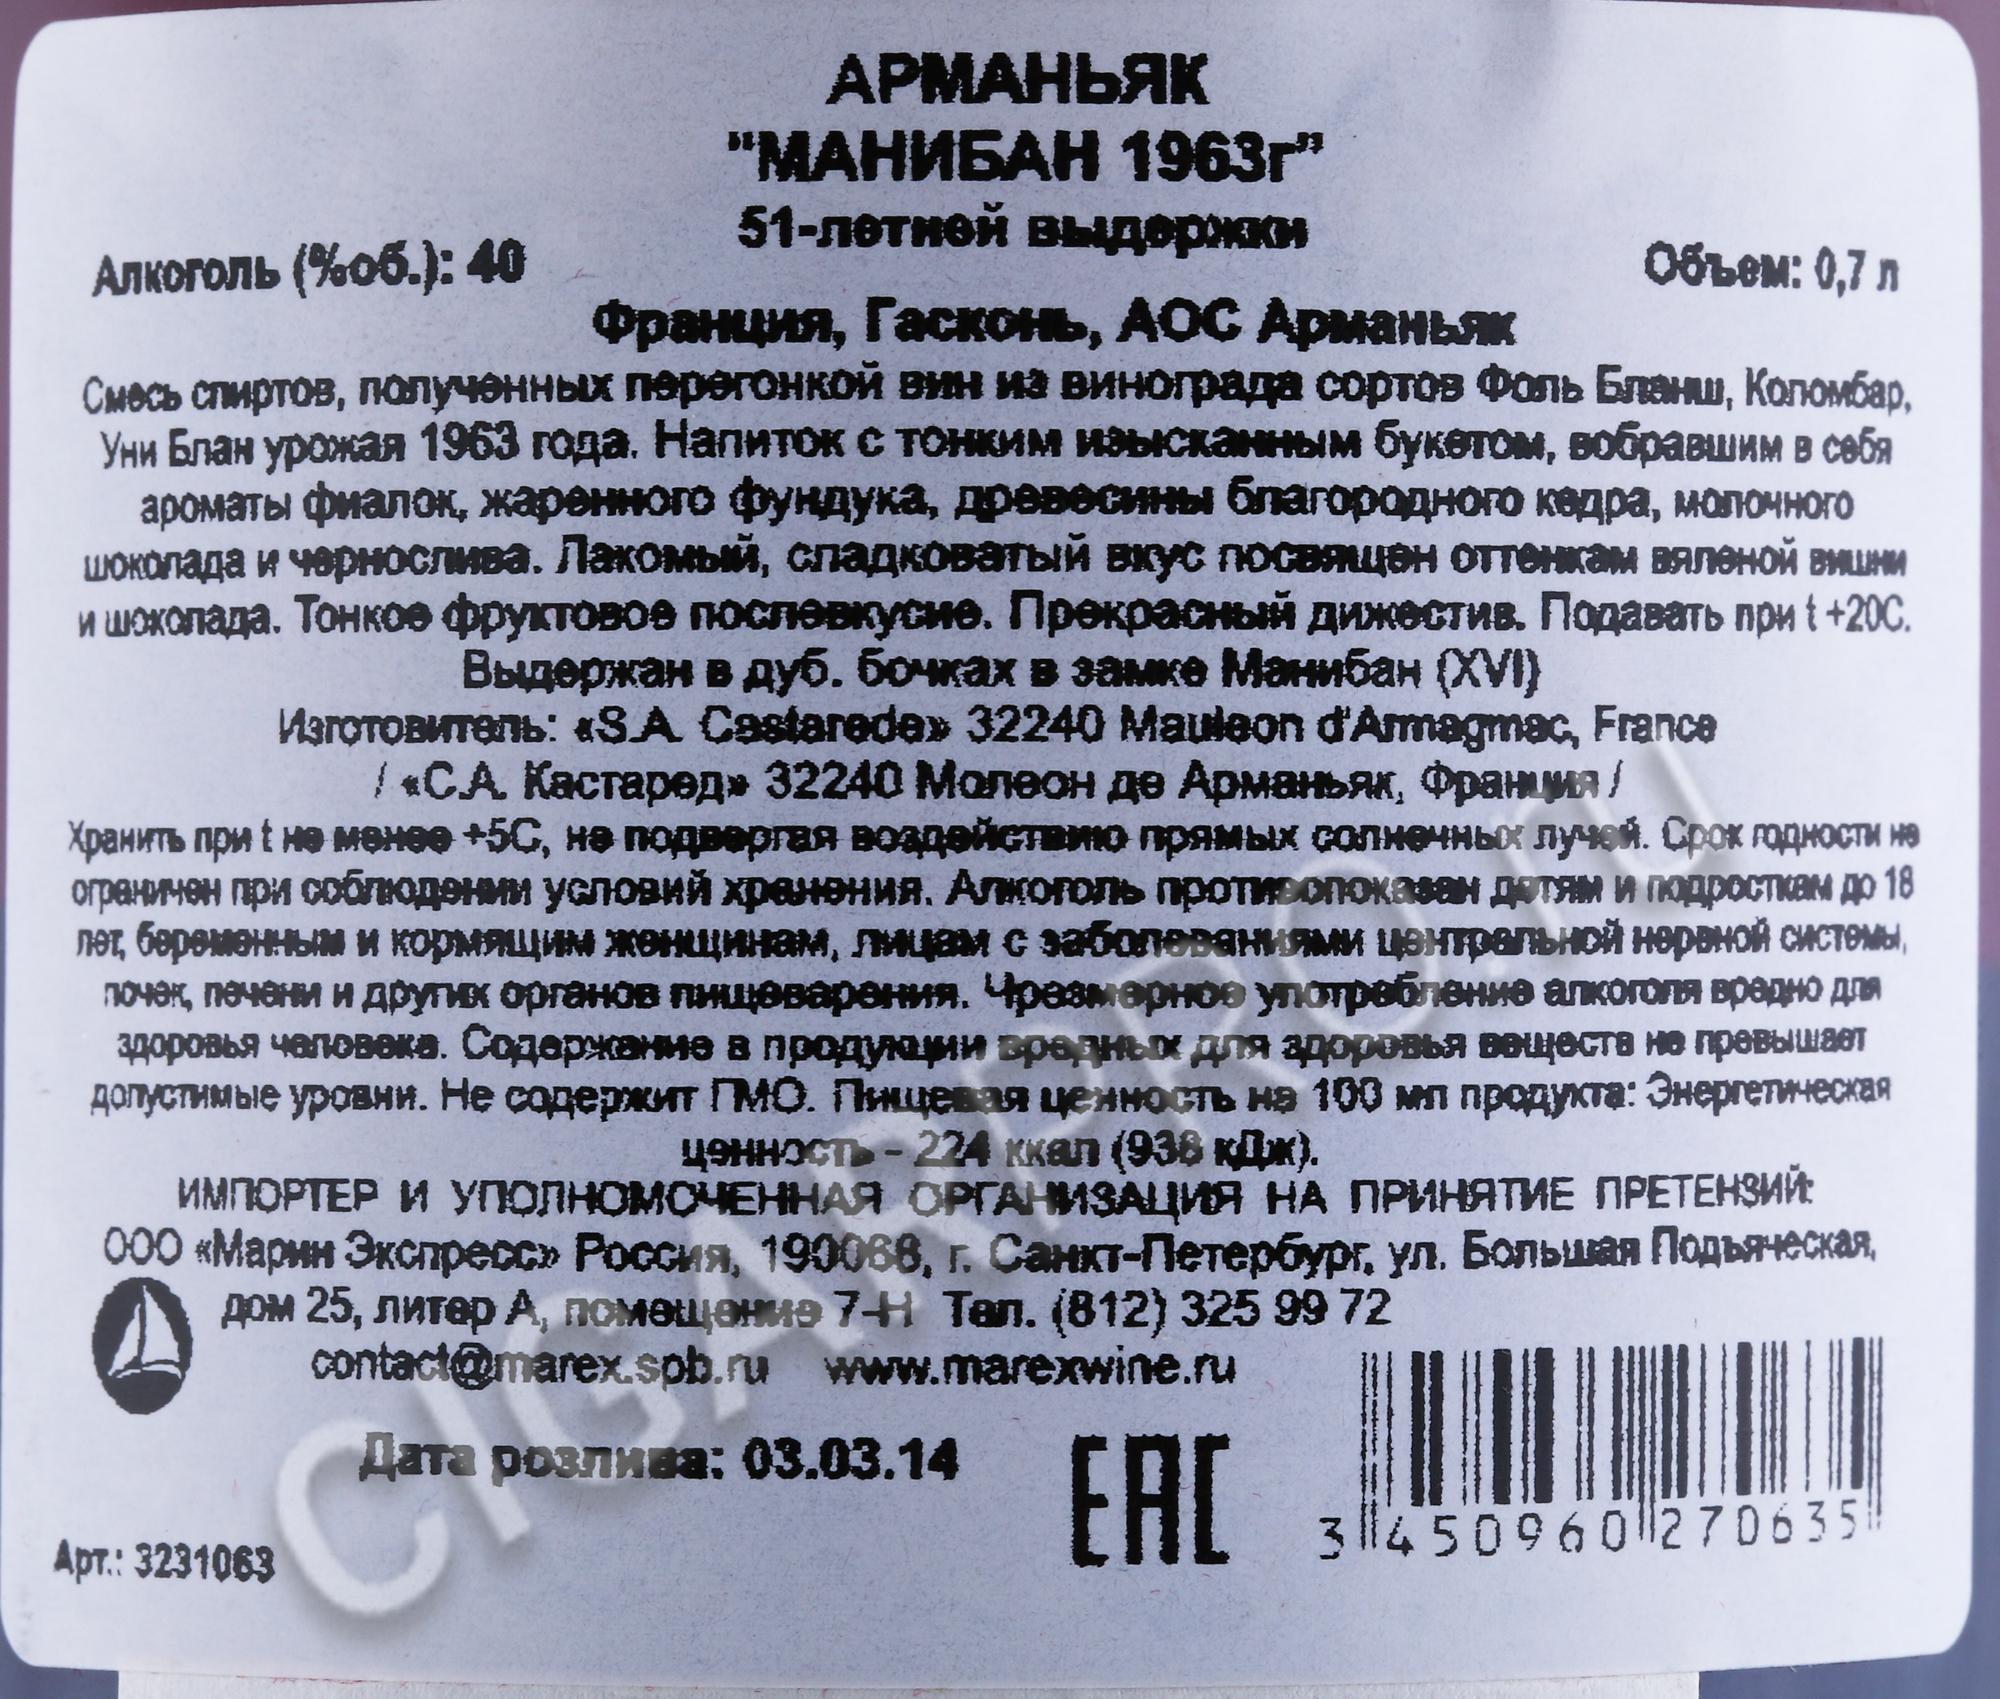 АРМАНЬЯК
"МАНИБАН 1963г"
51-летней выдержки
Алкоголь (%об.): 40
Объем: 0,7 л
Франция, Гасконь, АОС Арманьяк
Смесь спиртов, полученных перегонкой вин из винограда сортов Фоль Бланш, Коломбар,
Уни Блан урожая 1963 года. Напиток с тонким изысканным букетом, вобравшим в себя
ароматы фиалок, жаренного фундука, древесины благородного кедра, молочного
шоколада и чернослива. Лакомый, сладковатый вкус посвящен оттенкам вяленой вишни
и шоколада. Тонкое фруктовое послевкусие. Прекрасный дижестив. Подавать при t +20С.
Выдержан в дуб. бочках в замке Манибан (XVI)
Изготовитель: «S.A. Castarede» 32240 Mauleon d'Armagmac, France
/ «С.А. Кастаред» 32240 Молеон де Арманьяк, Франция /
Хранить при t не менее +5С, не подвергая воздействию прямых солнечных лучей. Срок годности не
ограничен при соблюдении условий хранения. Алкоголь противопоказан детям и подросткам до 18
лет, беременным и кормящим женщинам, лицам с заболеваниями центральной нервной системы,
почек, печени и других органов пищеварения. Чрезмерное употребление алкоголя вредно для
здоровья человека. Содержание в продукции вредных для здоровья веществ не превышает
допустимые уровни. Не содержит ГМО. Пищевая ценность на 100 мл продукта: Энергетическая
ценность - 224 ккал (938 кДж).
ИМПОРТЕР И УПОЛНОМОЧЕННАЯ ОРГАНИЗАЦИЯ НА ПРИНЯТИЕ ПРЕТЕНЗИЙ:
ООО «Марин Экспресс» Россия, 190068, г. Санкт-Петербург, ул. Большая Подъяческая,
дом 25, литер А, помещение 7-Н Тел. (812) 325 99 72
contact@marex.spb.ru www.marexwine.ru
Дата розлива: 03.03.14
EAC
3 450960 270635
Арт.: 3231063
CIGARPRO.ru